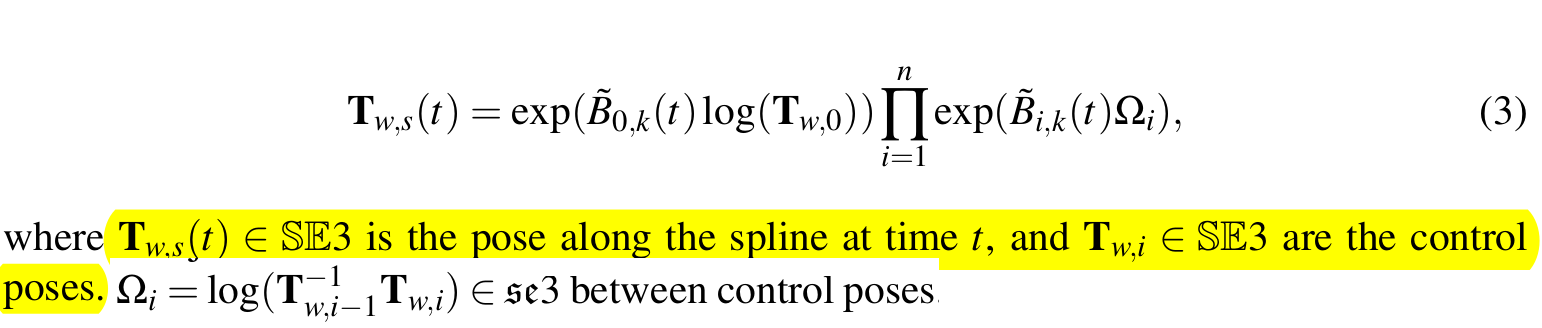 $$\mathbf{T}_{w,s}(t) = \exp(\tilde{B}_{0,k}(t)\log(\mathbf{T}_{w,0}))\prod_{i=1}^{n}\exp(\tilde{B}_{i,k}(t)\Omega_i), \quad (3)$$
where $\mathbf{T}_{w,s}(t) \in \mathbb{SE}3$ is the pose along the spline at time $t$, and $\mathbf{T}_{w,i} \in \mathbb{SE}3$ are the control
poses. $\Omega_i = \log(\mathbf{T}_{w,i-1}^{-1}\mathbf{T}_{w,i}) \in \mathfrak{se}3$ between control poses